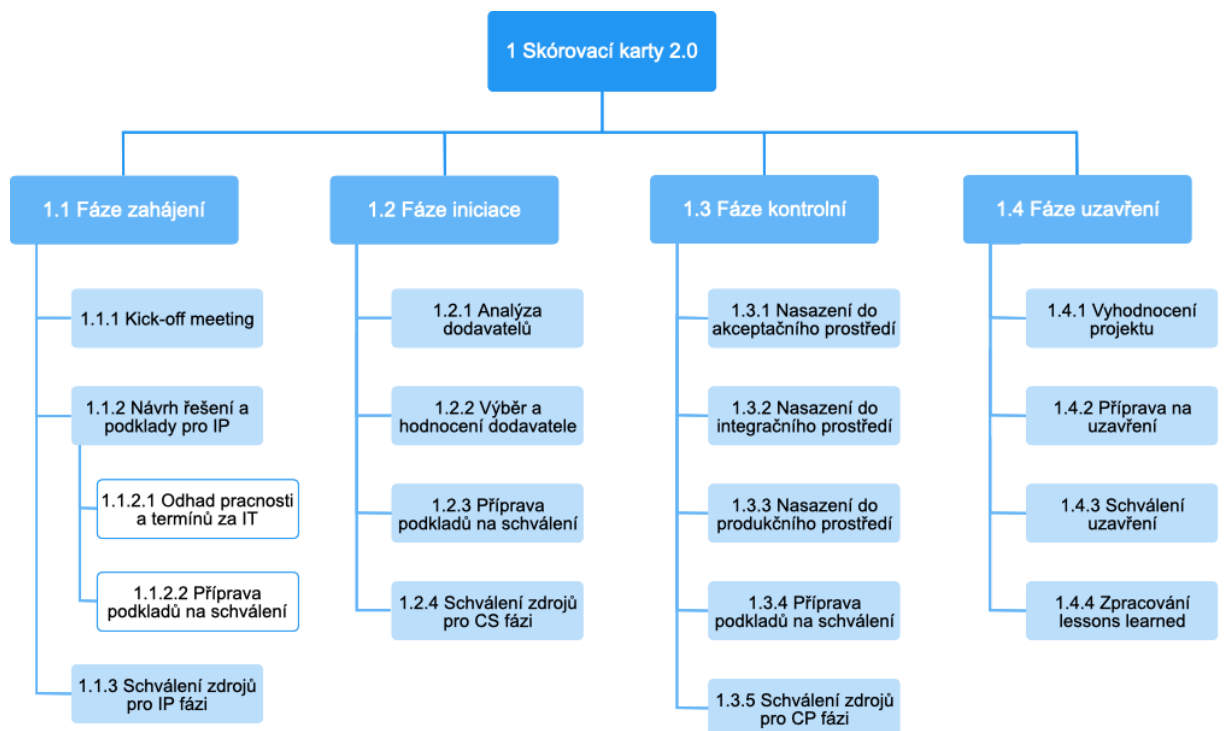 1 Skórovací karty 2.0
1.1 Fáze zahájení
1.1.1 Kick-off meeting
1.1.2 Návrh řešení a
podklady pro IP
1.1.2.1 Odhad pracnosti
a termínů za IT
1.1.2.2 Příprava
podkladů na schválení
1.1.3 Schválení zdrojů
pro IP fázi
1.2 Fáze iniciace
1.2.1 Analýza
dodavatelů
1.2.2 Výběr a
hodnocení dodavatele
1.2.3 Příprava
podkladů na schválení
1.2.4 Schválení zdrojů
pro CS fázi
1.3 Fáze kontrolní
1.3.1 Nasazení do
akceptačního prostředí
1.3.2 Nasazení do
integračního prostředí
1.3.3 Nasazení do
produkčního prostředí
1.3.4 Příprava
podkladů na schválení
1.3.5 Schválení zdrojů
pro CP fázi
1.4 Fáze uzavření
1.4.1 Vyhodnocení
projektu
1.4.2 Příprava na
uzavření
1.4.3 Schválení
uzavření
1.4.4 Zpracování
lessons learned